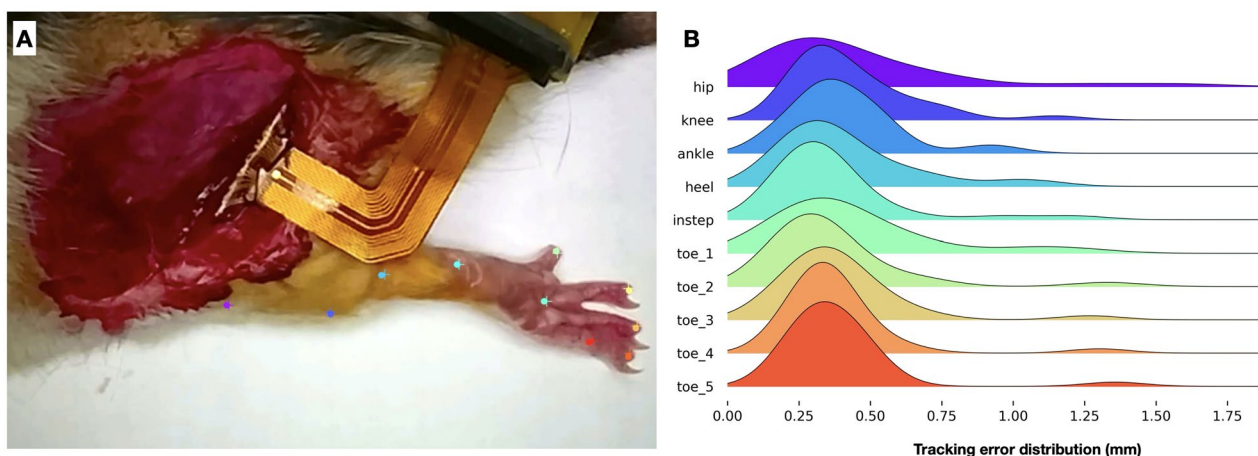 A
B
hip
knee
ankle
heel
instep
toe_1
toe_2
toe_3
toe_4
toe_5
0.00 0.25 0.50 0.75 1.00 1.25 1.50 1.75
Tracking error distribution (mm)